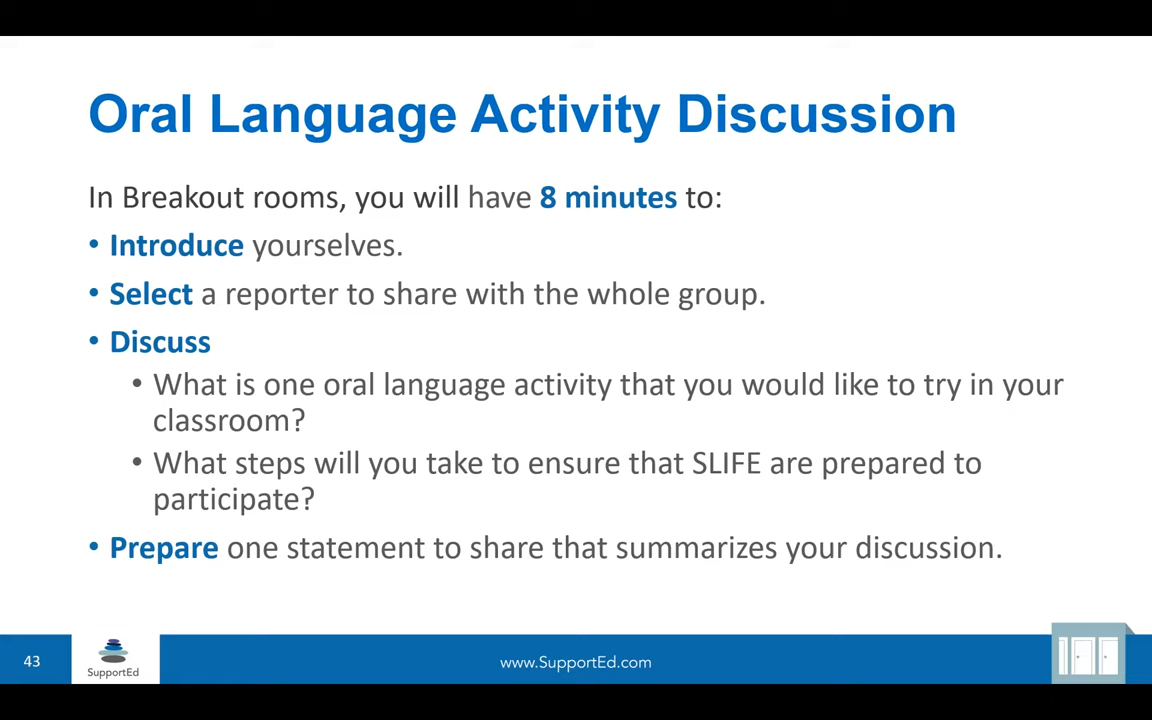 Oral Language Activity Discussion
In Breakout rooms, you will have 8 minutes to:
• Introduce yourselves.
• Select a reporter to share with the whole group.
• Discuss
• What is one oral language activity that you would like to try in your
classroom?
• What steps will you take to ensure that SLIFE are prepared to
participate?
• Prepare one statement to share that summarizes your discussion.
43
SupportEd
www.SupportEd.com